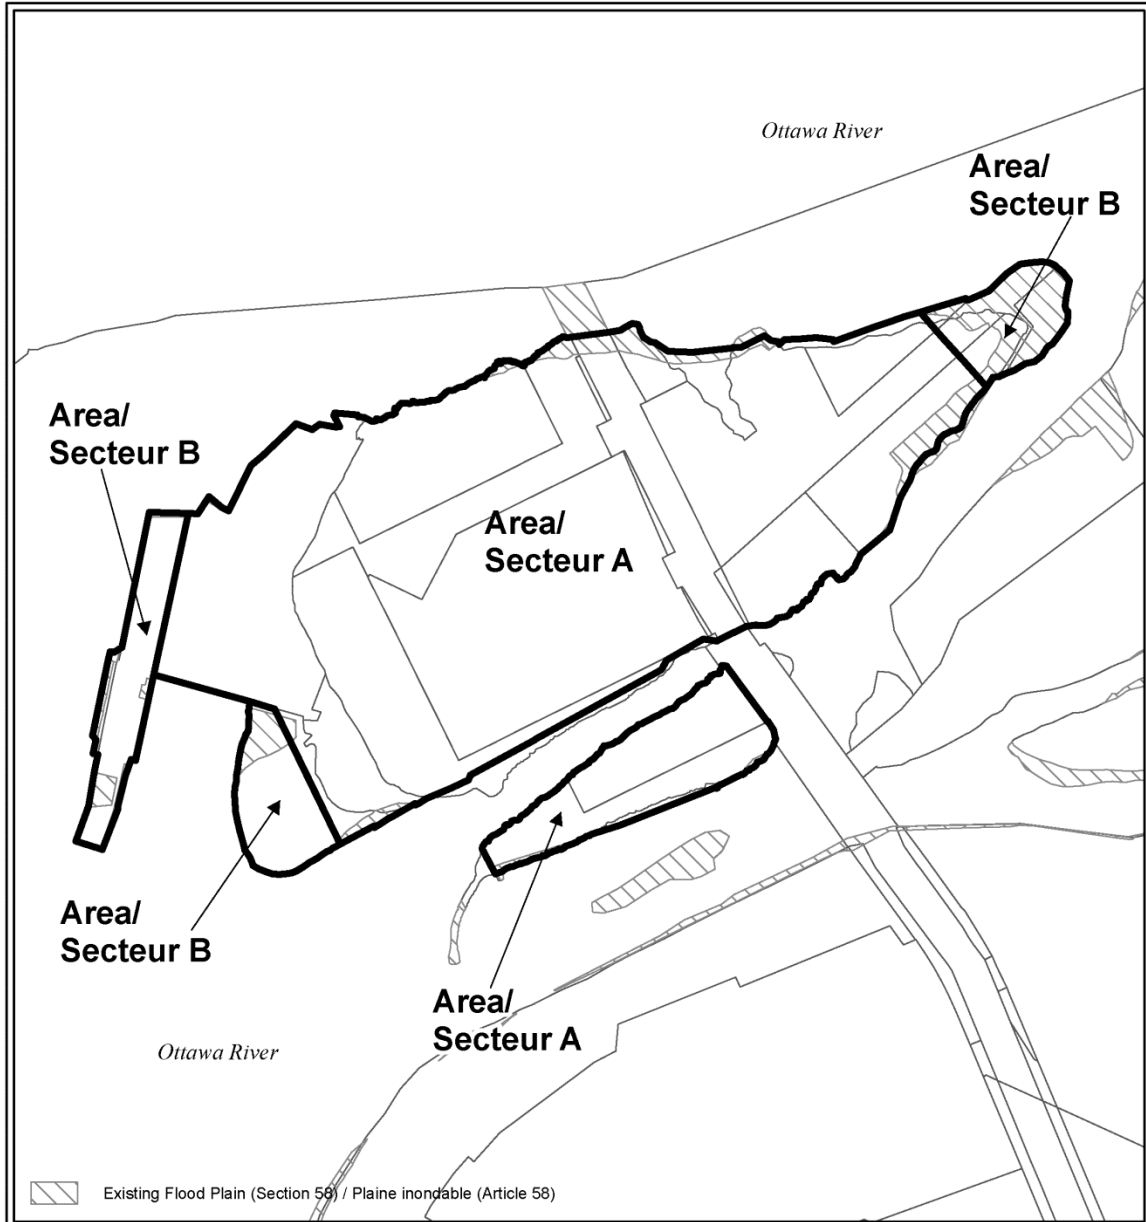 Ottawa River
Area/
Secteur B
Area/
Secteur B
Area/
Secteur A
Area/
Secteur B
Area/
Secteur A
Ottawa River
Existing Flood Plain (Section 58) / Plaine inondable (Article 58)